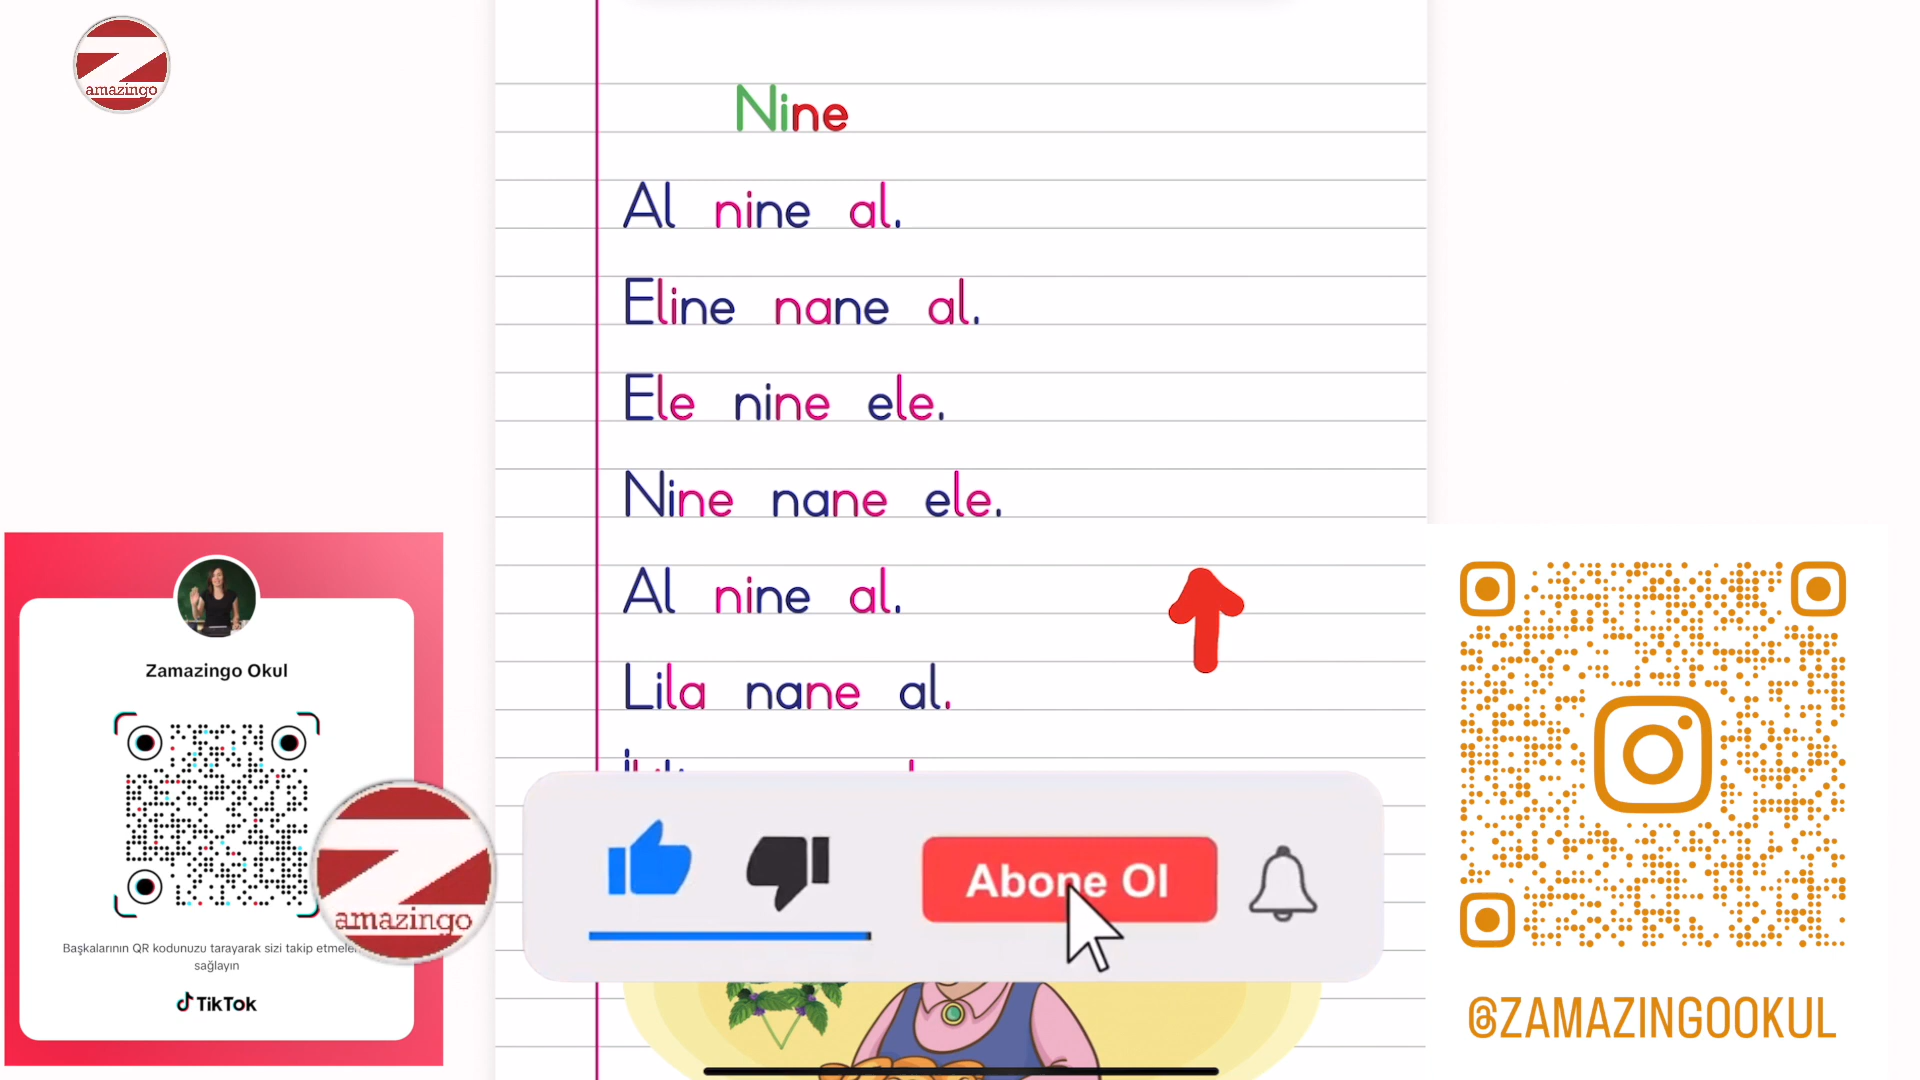 Z
amazingo
Nine
Al nine al.
Eline nane al.
Ele nine ele.
Nine nane ele.
Al nine al.
Lila nane al.
Abone Ol
Zamazingo Okul
Başkalarının QR kodunuzu tarayarak sizi takip
sağlayın
TikTok
Z
amazingo
@ZAMAZINGOOKUL